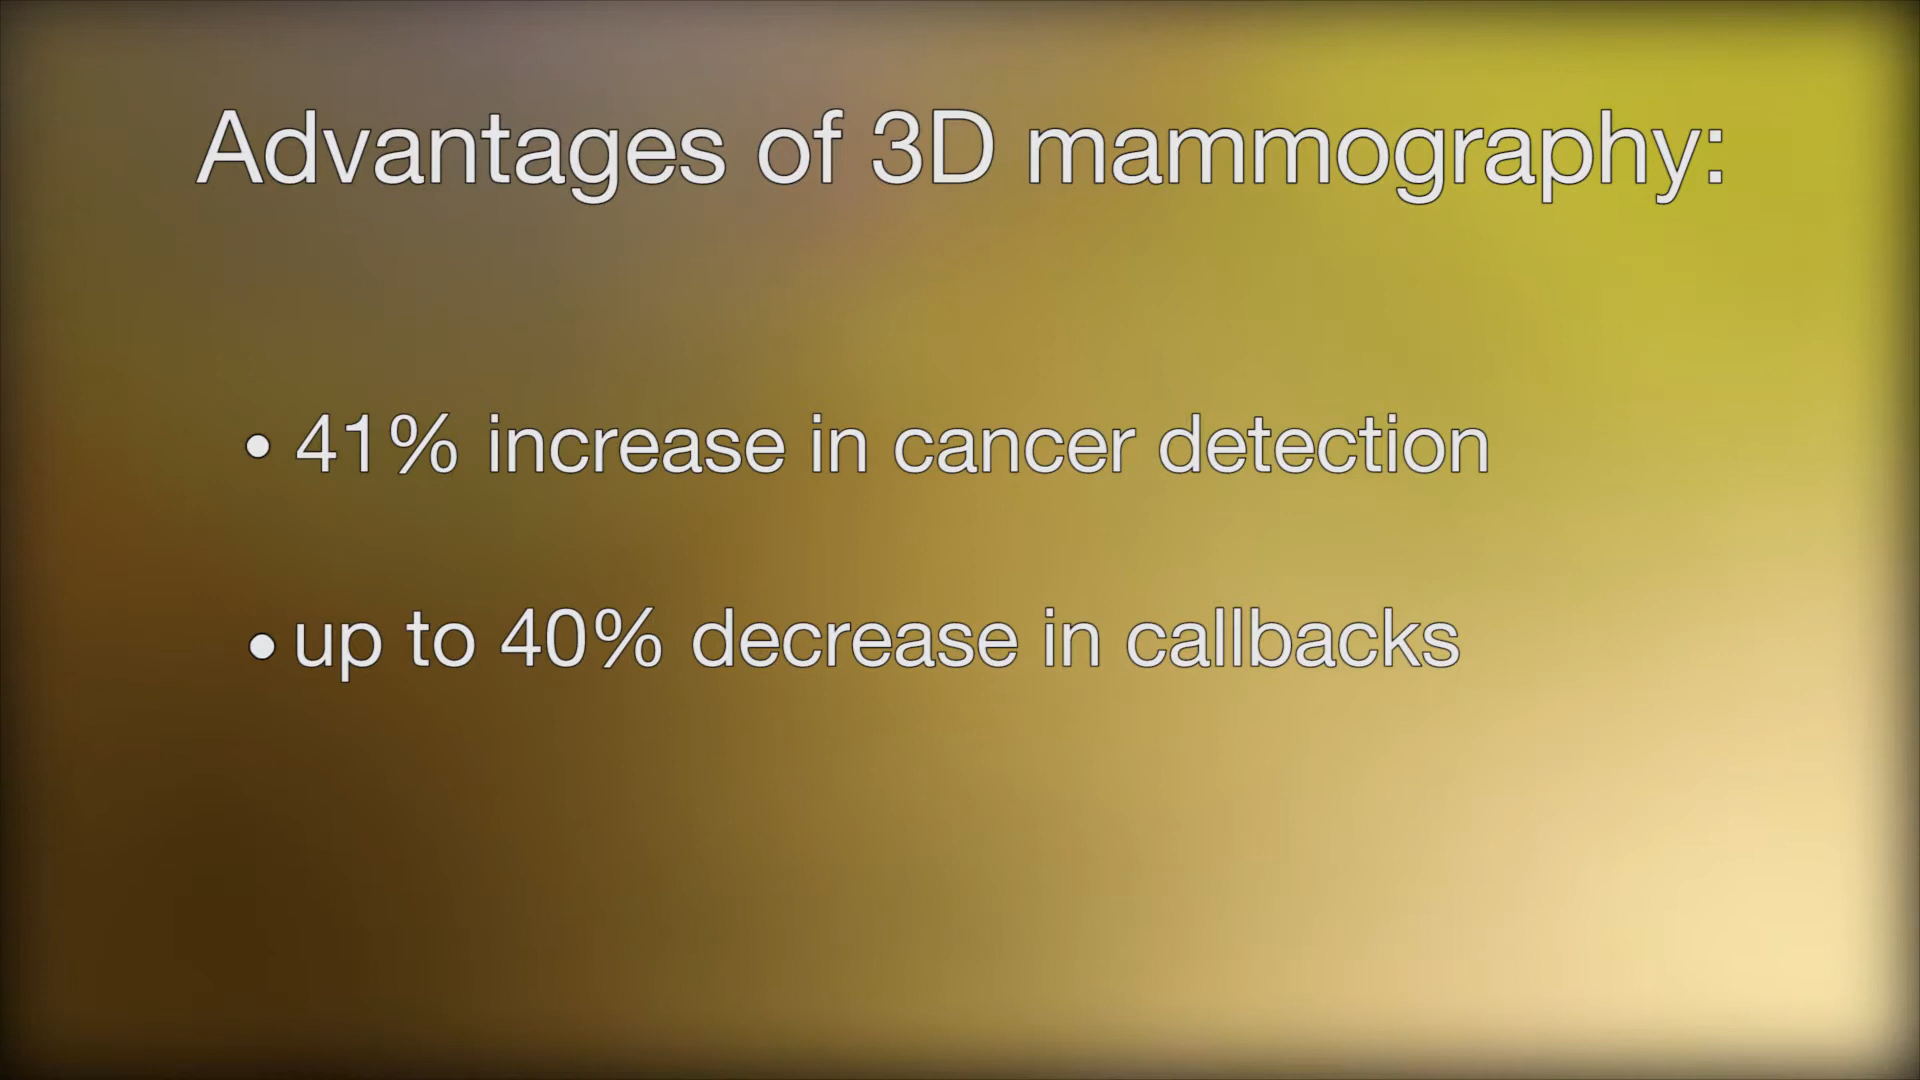 Advantages of 3D mammography:
• 41% increase in cancer detection
• up to 40% decrease in callbacks